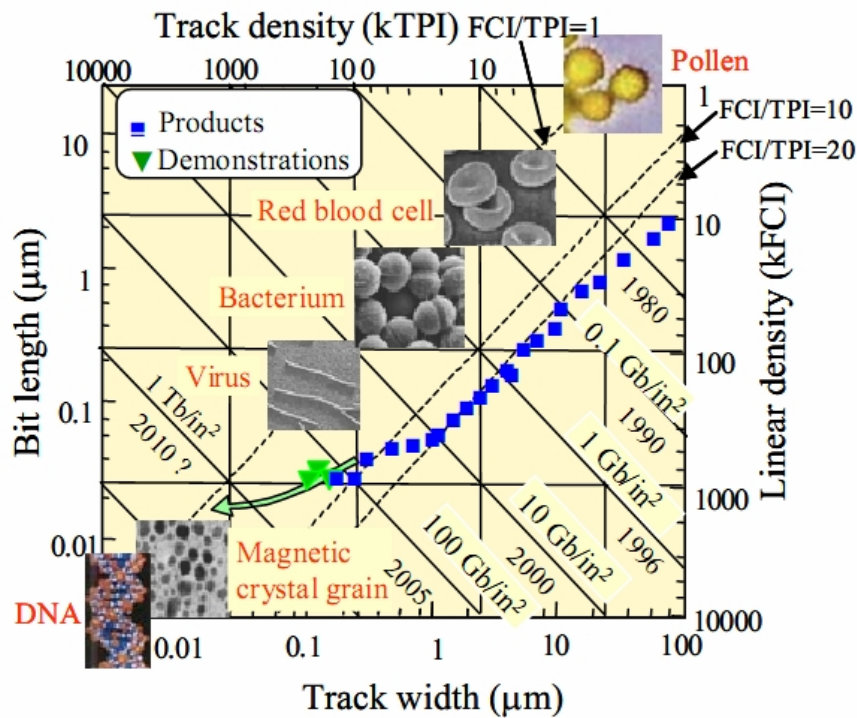 Track density (kTPI) FCI/TPI=1
10000
1000
100
10
Pollen
1
FCI/TPI=10
FCI/TPI=20
Products
Demonstrations
10
Red blood cell
10
Bit length (µm)
Linear density (kFCI)
1
Bacterium
1980
0.1 Gb/in²
100
Virus
1990
0.1
1 Tb/in²
2010 ?
1 Gb/in²
1000
10 Gb/in²
100 Gb/in²
1996
2000
2005
0.01
Magnetic
crystal grain
DNA
10000
0.01
0.1
1
10
100
Track width (µm)